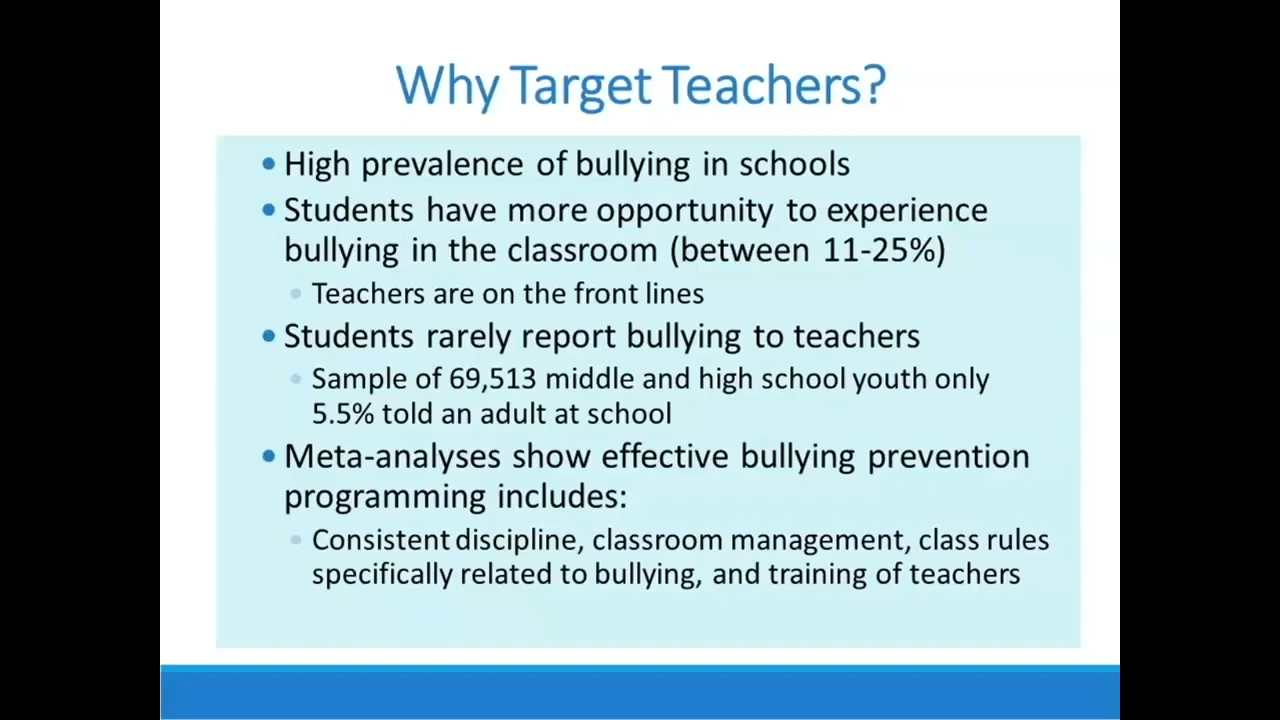 Why Target Teachers?
• High prevalence of bullying in schools
• Students have more opportunity to experience
bullying in the classroom (between 11-25%)
• Teachers are on the front lines
• Students rarely report bullying to teachers
• Sample of 69,513 middle and high school youth only
5.5% told an adult at school
• Meta-analyses show effective bullying prevention
programming includes:
• Consistent discipline, classroom management, class rules
specifically related to bullying, and training of teachers